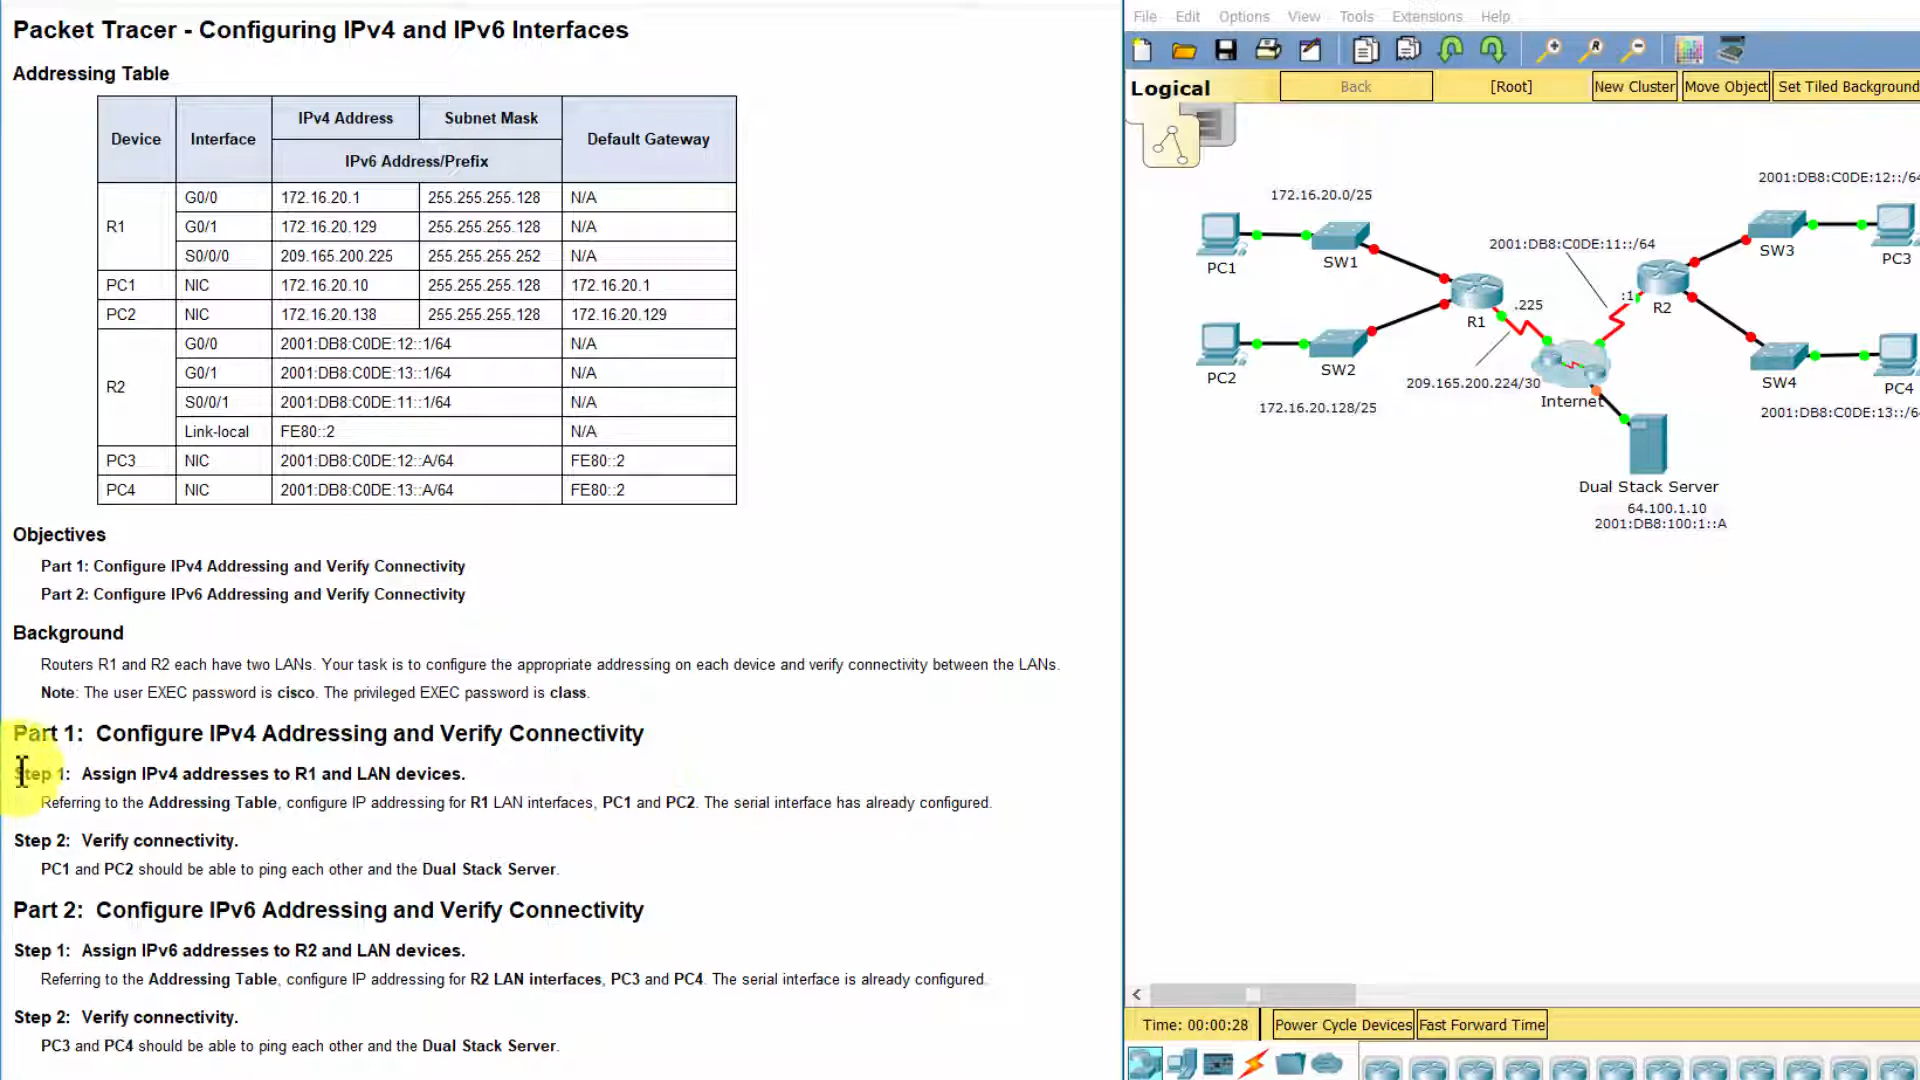 Packet Tracer - Configuring IPv4 and IPv6 Interfaces
Addressing Table
Device Interface IPv4 Address Subnet Mask Default Gateway
IPv6 Address/Prefix
R1 G0/0 172.16.20.1 255.255.255.128 N/A
G0/1 172.16.20.129 255.255.255.128 N/A
S0/0/0 209.165.200.225 255.255.255.252 N/A
PC1 NIC 172.16.20.10 255.255.255.128 172.16.20.1
PC2 NIC 172.16.20.138 255.255.255.128 172.16.20.129
R2 G0/0 2001:DB8:C0DE:12::1/64 N/A
G0/1 2001:DB8:C0DE:13::1/64 N/A
S0/0/1 2001:DB8:C0DE:11::1/64 N/A
Link-local FE80::2 N/A
PC3 NIC 2001:DB8:C0DE:12::A/64 FE80::2
PC4 NIC 2001:DB8:C0DE:13::A/64 FE80::2
Objectives
Part 1: Configure IPv4 Addressing and Verify Connectivity
Part 2: Configure IPv6 Addressing and Verify Connectivity
Background
Routers R1 and R2 each have two LANs. Your task is to configure the appropriate addressing on each device and verify connectivity between the LANs.
Note: The user EXEC password is cisco. The privileged EXEC password is class.
Part 1: Configure IPv4 Addressing and Verify Connectivity
Step 1: Assign IPv4 addresses to R1 and LAN devices.
Referring to the Addressing Table, configure IP addressing for R1 LAN interfaces, PC1 and PC2. The serial interface has already configured.
Step 2: Verify connectivity.
PC1 and PC2 should be able to ping each other and the Dual Stack Server.
Part 2: Configure IPv6 Addressing and Verify Connectivity
Step 1: Assign IPv6 addresses to R2 and LAN devices.
Referring to the Addressing Table, configure IP addressing for R2 LAN interfaces, PC3 and PC4. The serial interface is already configured.
Step 2: Verify connectivity.
PC3 and PC4 should be able to ping each other and the Dual Stack Server.
File Edit Options View Tools Extensions Help
Logical Back [Root] New Cluster Move Object Set Tiled Background
2001:DB8:C0DE:12::/64
172.16.20.0/25
2001:DB8:C0DE:11::/64
SW3
PC3
SW1
PC1
:1
.225
R2
R1
SW2
PC2
SW4
PC4
209.165.200.224/30
Internet
172.16.20.128/25
2001:DB8:C0DE:13::/64
Dual Stack Server
64.100.1.10
2001:DB8:100:1::A
Time: 00:00:28 Power Cycle Devices Fast Forward Time